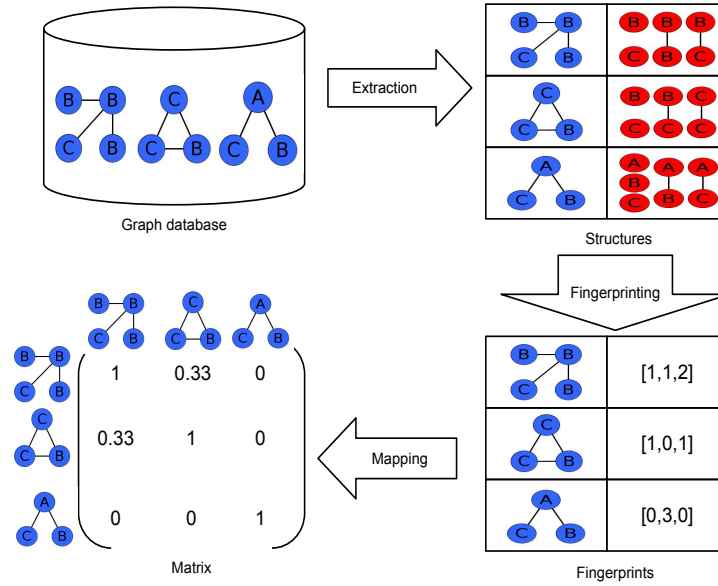 B B B B B B
C B C C B C
Extraction
C C B B C
B B C B C C C
A A A A
B
C B C B C C B C
Graph database
Structures
Fingerprinting
B B C A
C B C B C B
B B 1 0.33 0
C B
C
C B 0.33 1 0
A
C B 0 0 1
Matrix
Mapping
B B
C B [1,1,2]
C
C B [1,0,1]
A
C B [0,3,0]
Fingerprints